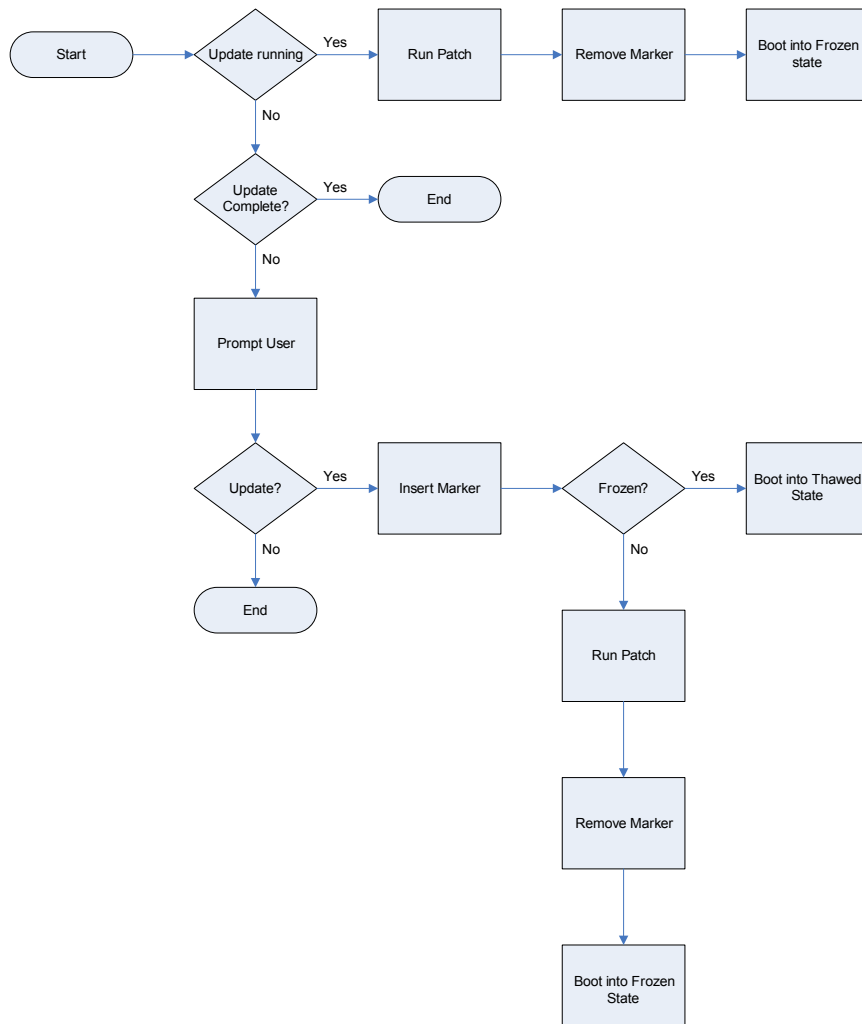 Start
Update running
Yes
Run Patch
Remove Marker
Boot into Frozen
state
No
Update
Complete?
Yes
End
No
Prompt User
Update?
Yes
Insert Marker
Frozen?
Yes
Boot into Thawed
State
No
End
No
Run Patch
Remove Marker
Boot into Frozen
State